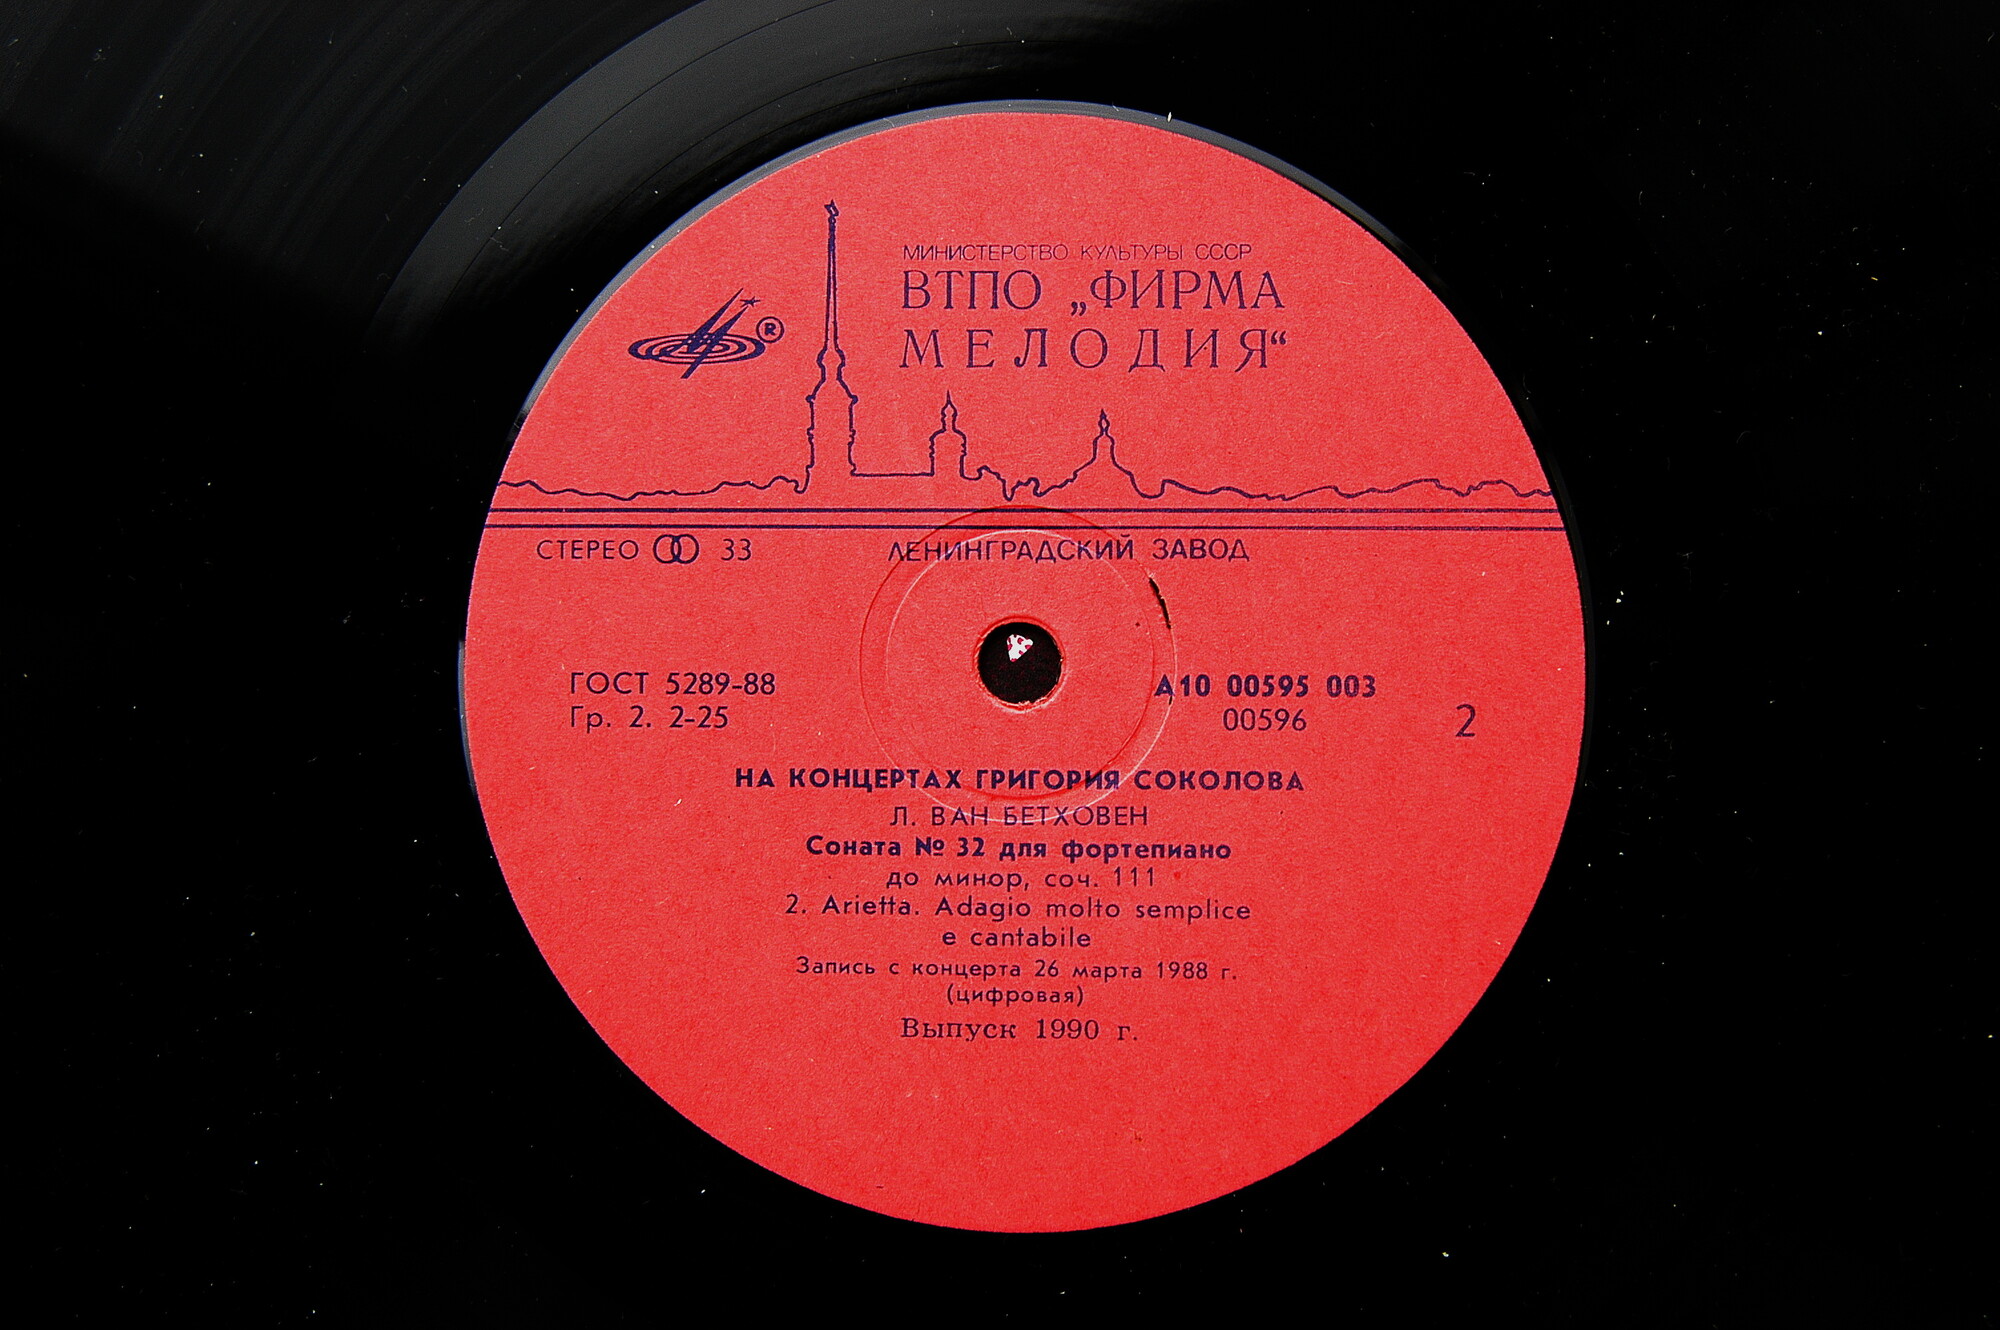 МИНИСТЕРСТВО КУЛЬТУРЫ СССР
ВТПО „ФИРМА
МЕЛОДИЯ“
®
СТЕРЕО 33
ЛЕНИНГРАДСКИЙ ЗАВОД
ГОСТ 5289-88
Гр. 2. 2-25
А10 00595 003
00596
2
НА КОНЦЕРТАХ ГРИГОРИЯ СОКОЛОВА
Л. ВАН БЕТХОВЕН
Соната № 32 для фортепиано
до минор, соч. 111
2. Arietta. Adagio molto semplice
e cantabile
Запись с концерта 26 марта 1988 г.
(цифровая)
Выпуск 1990 г.